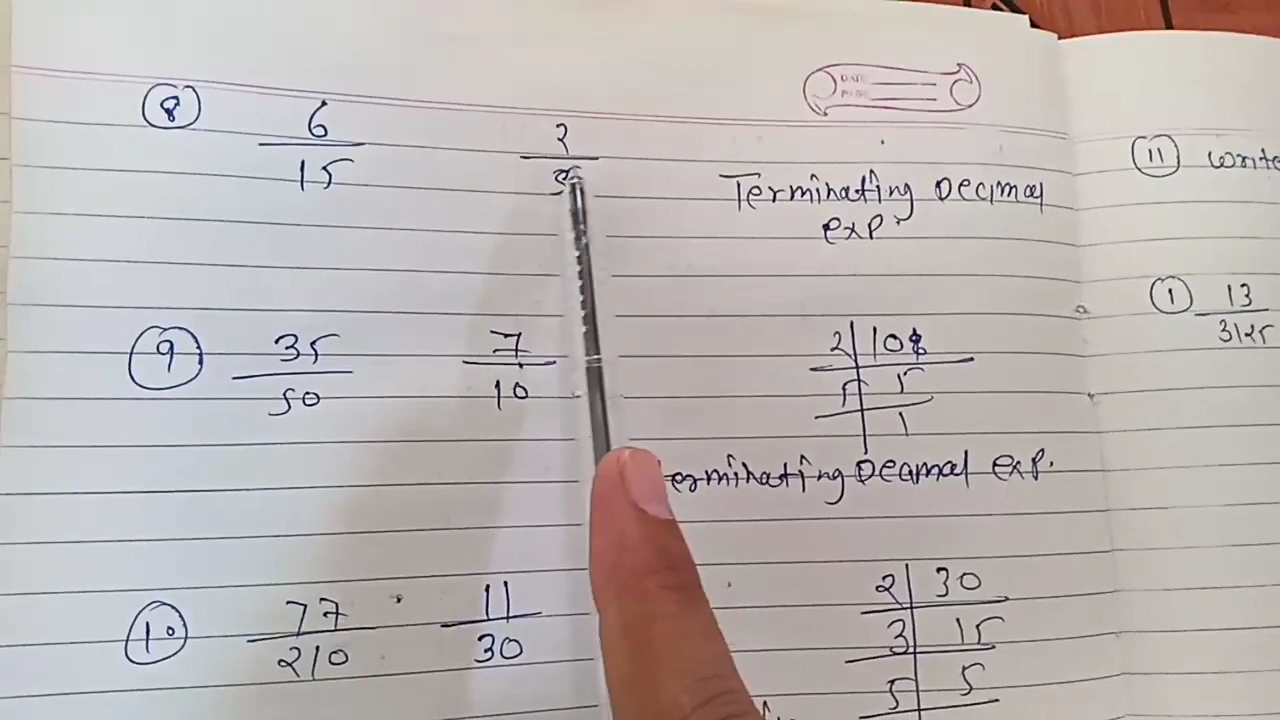 DATE
PAGE
⑧ 6/15 2/5 Terminating Decimal
exp.
⑪ write
① 13/3125
⑨ 35/50 7/10
2 | 10
5 | 5
1
erminating Decimal exp.
⑩ 77/210 11/30
2 | 30
3 | 15
5 | 5